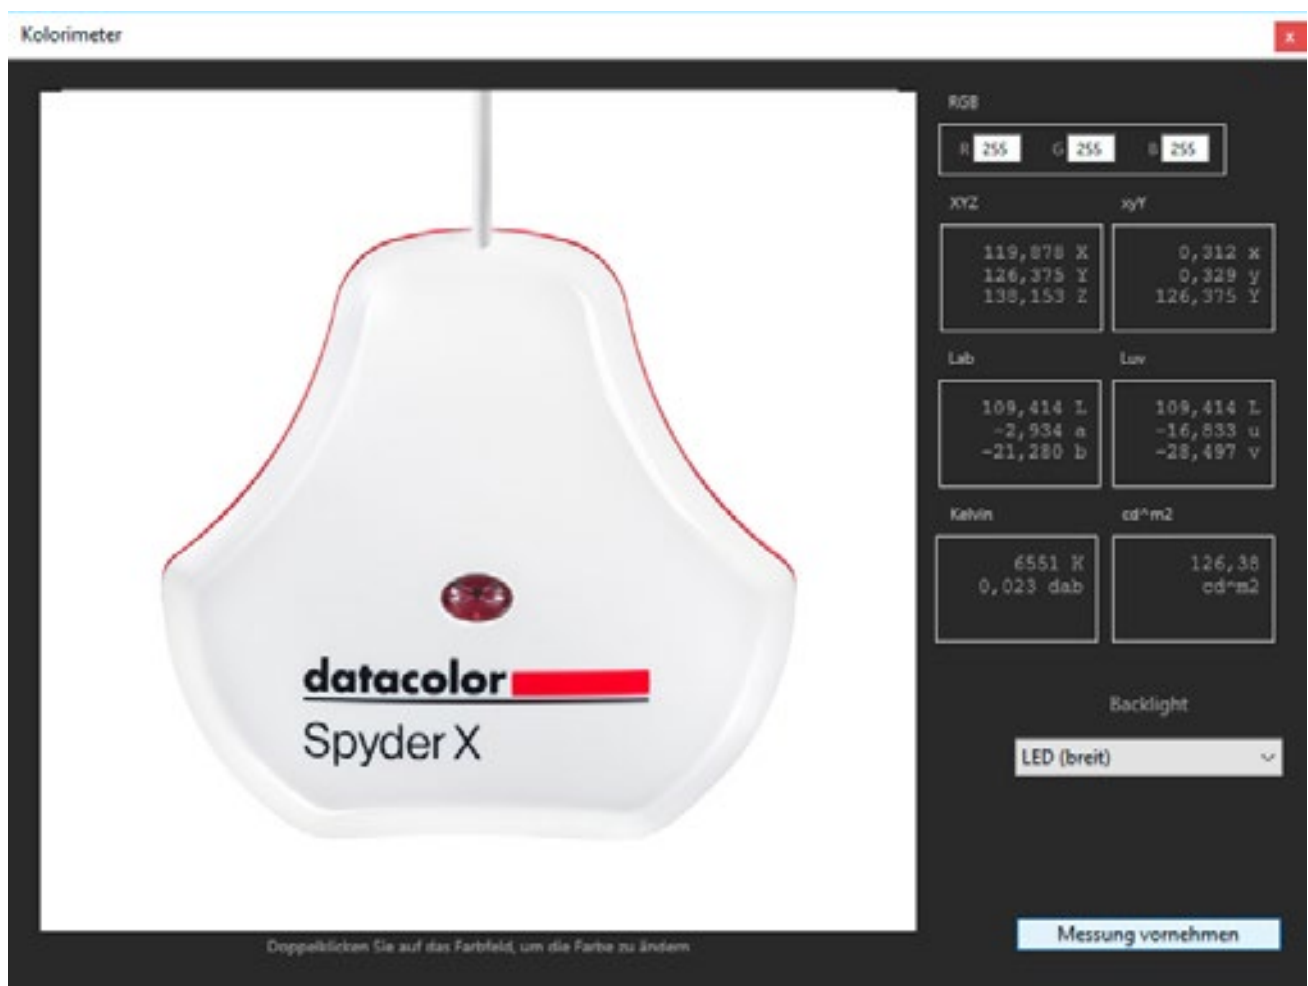 Kolorimeter
x
RGB
R 255 G 255 B 255
XYZ
119,878 X
126,375 Y
138,153 Z
xyY
0,312 x
0,329 y
126,375 Y
Lab
109,414 L
-2,934 a
-21,280 b
Luv
109,414 L
-16,833 u
-28,497 v
Kelvin
6551 K
0,023 dab
cd^m2
126,38
cd^m2
datacolor
Spyder X
Backlight
LED (breit)
Messung vornehmen
Doppelklicken Sie auf das Farbfeld, um die Farbe zu ändern